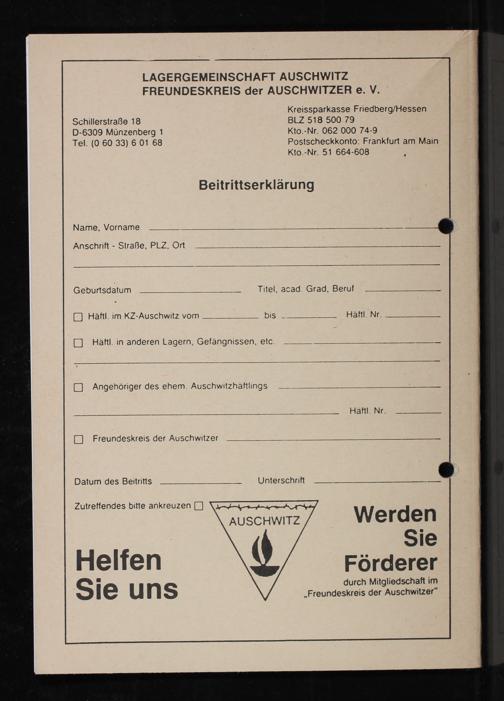 LAGERGEMEINSCHAFT AUSCHWITZ
FREUNDESKREIS der AUSCHWITZER e. V.
Schillerstraße 18
D-6309 Münzenberg 1
Tel. (0 60 33) 6 01 68
Kreissparkasse Friedberg/Hessen
BLZ 518 500 79
Kto.-Nr. 062 000 74-9
Postscheckkonto: Frankfurt am Main
Kto.-Nr. 51 664-608
Beitrittserklärung
Name, Vorname
Anschrift - Straße, PLZ, Ort
Geburtsdatum Titel, acad. Grad, Beruf
Häftl. im KZ-Auschwitz vom bis Häftl. Nr.
Häftl. in anderen Lagern, Gefängnissen, etc.
Angehöriger des ehem. Auschwitzhäftlings
Häftl. Nr.
Freundeskreis der Auschwitzer
Datum des Beitritts Unterschrift
Zutreffendes bitte ankreuzen
AUSCHWITZ
Helfen
Sie uns
Werden
Sie
Förderer
durch Mitgliedschaft im
„Freundeskreis der Auschwitzer"